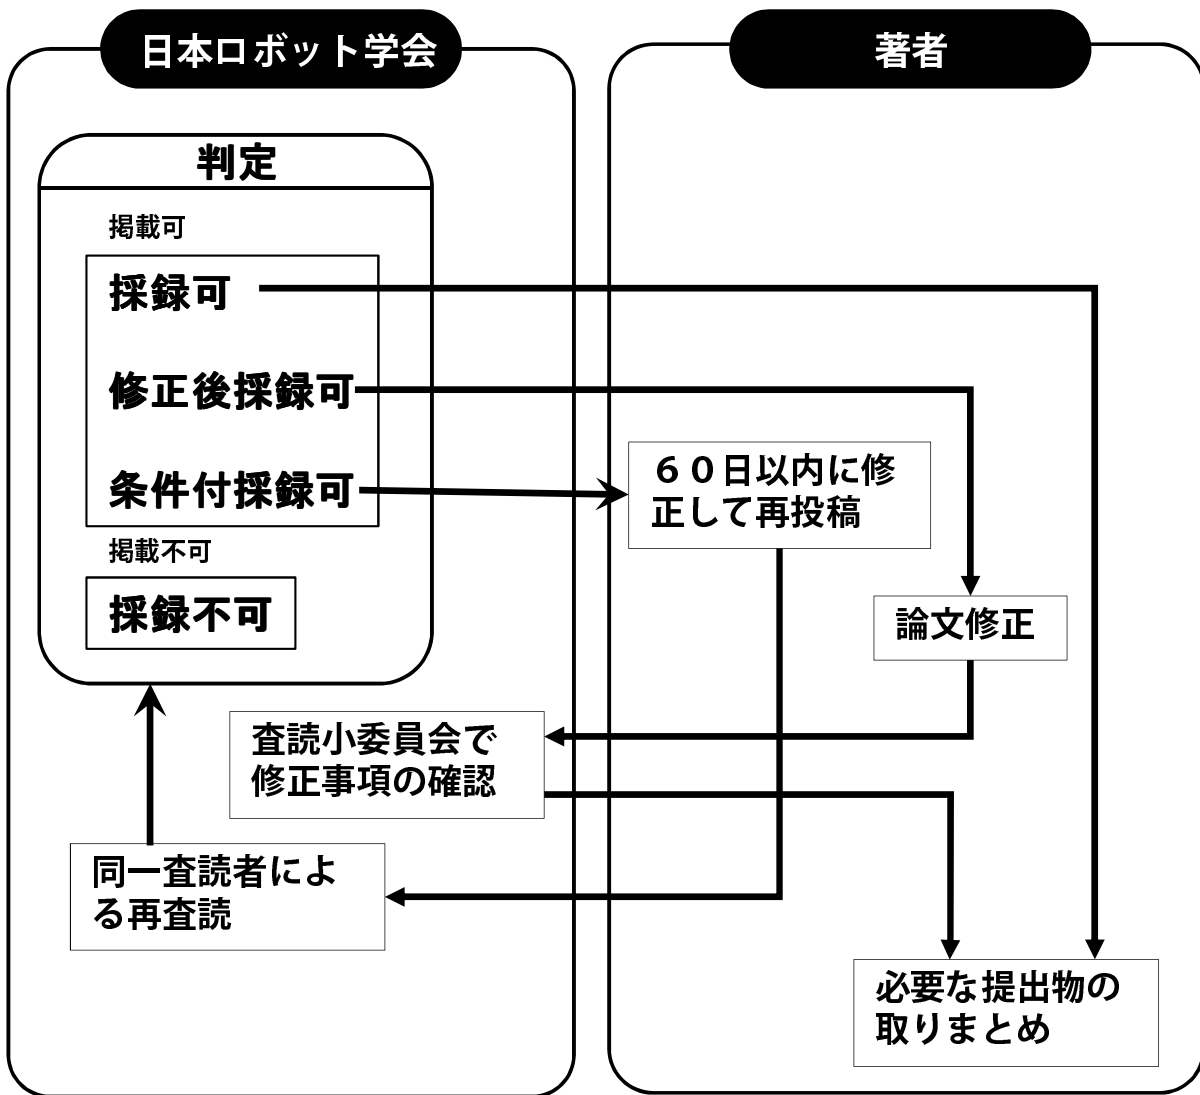 日本ロボット学会
著者
判定
掲載可
採録可
修正後採録可
条件付採録可
掲載不可
採録不可
６０日以内に修
正して再投稿
論文修正
査読小委員会で
修正事項の確認
同一査読者によ
る再査読
必要な提出物の
取りまとめ